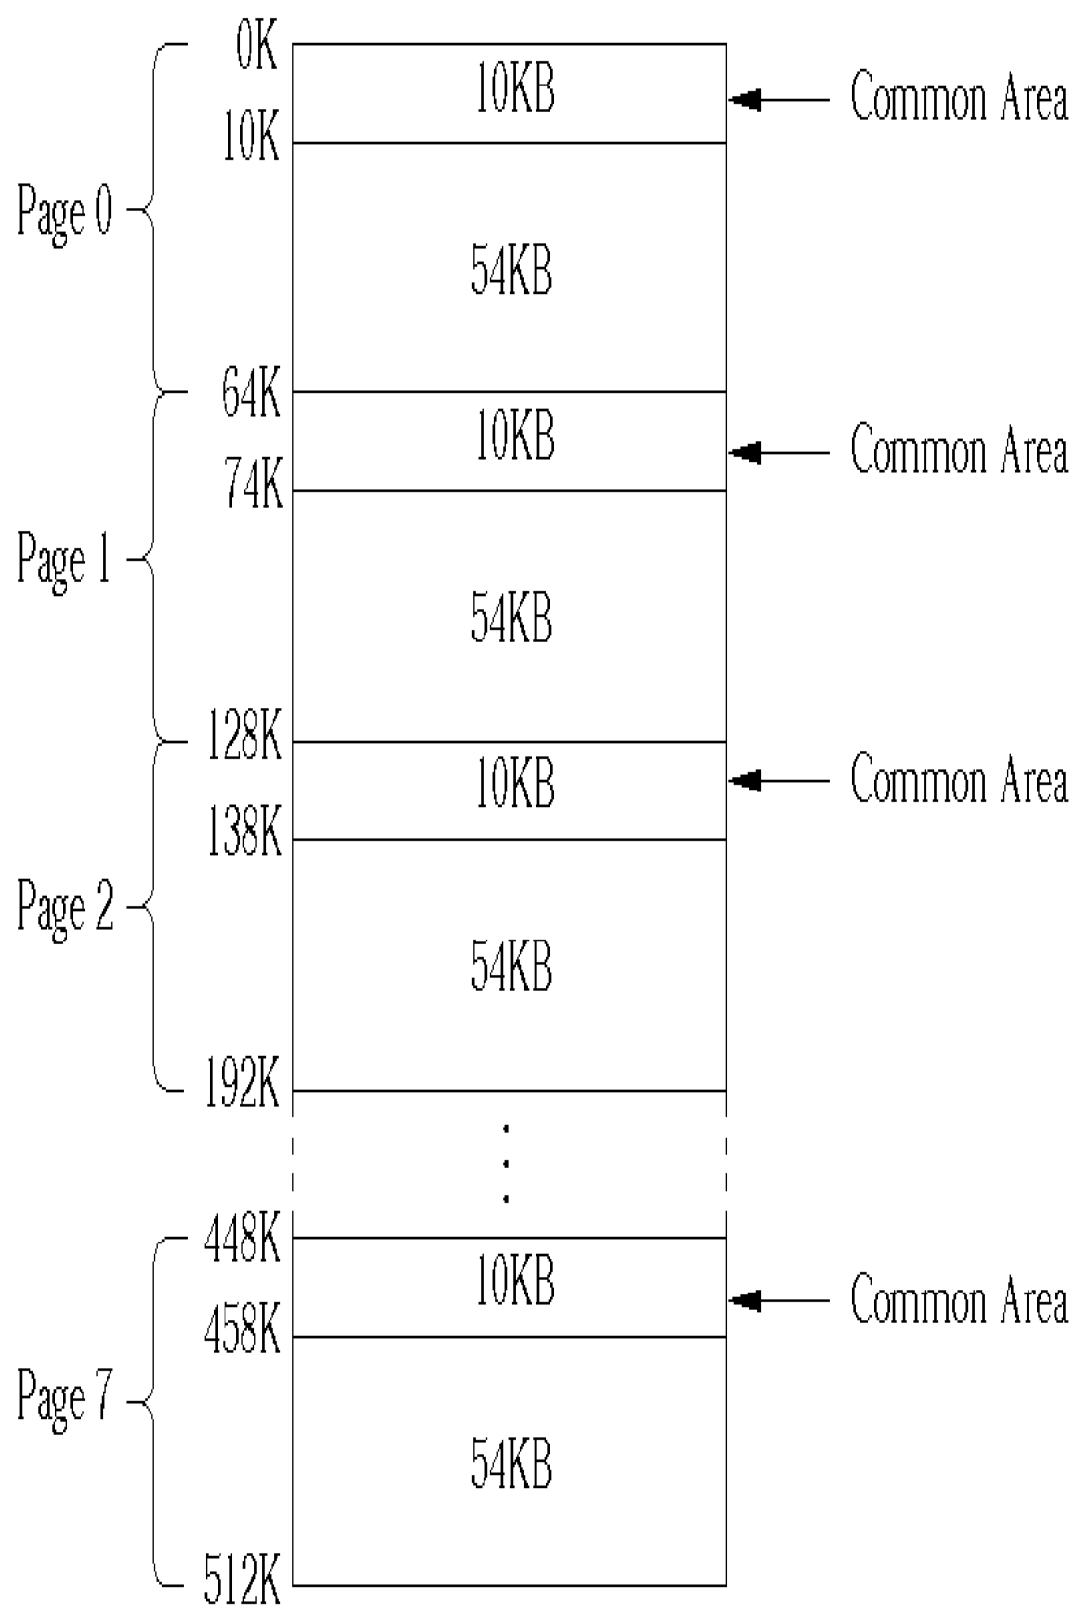 0K
10KB
Common Area
10K
Page 0
54KB
64K
10KB
Common Area
74K
Page 1
54KB
128K
10KB
Common Area
138K
Page 2
54KB
192K
448K
10KB
Common Area
458K
Page 7
54KB
512K